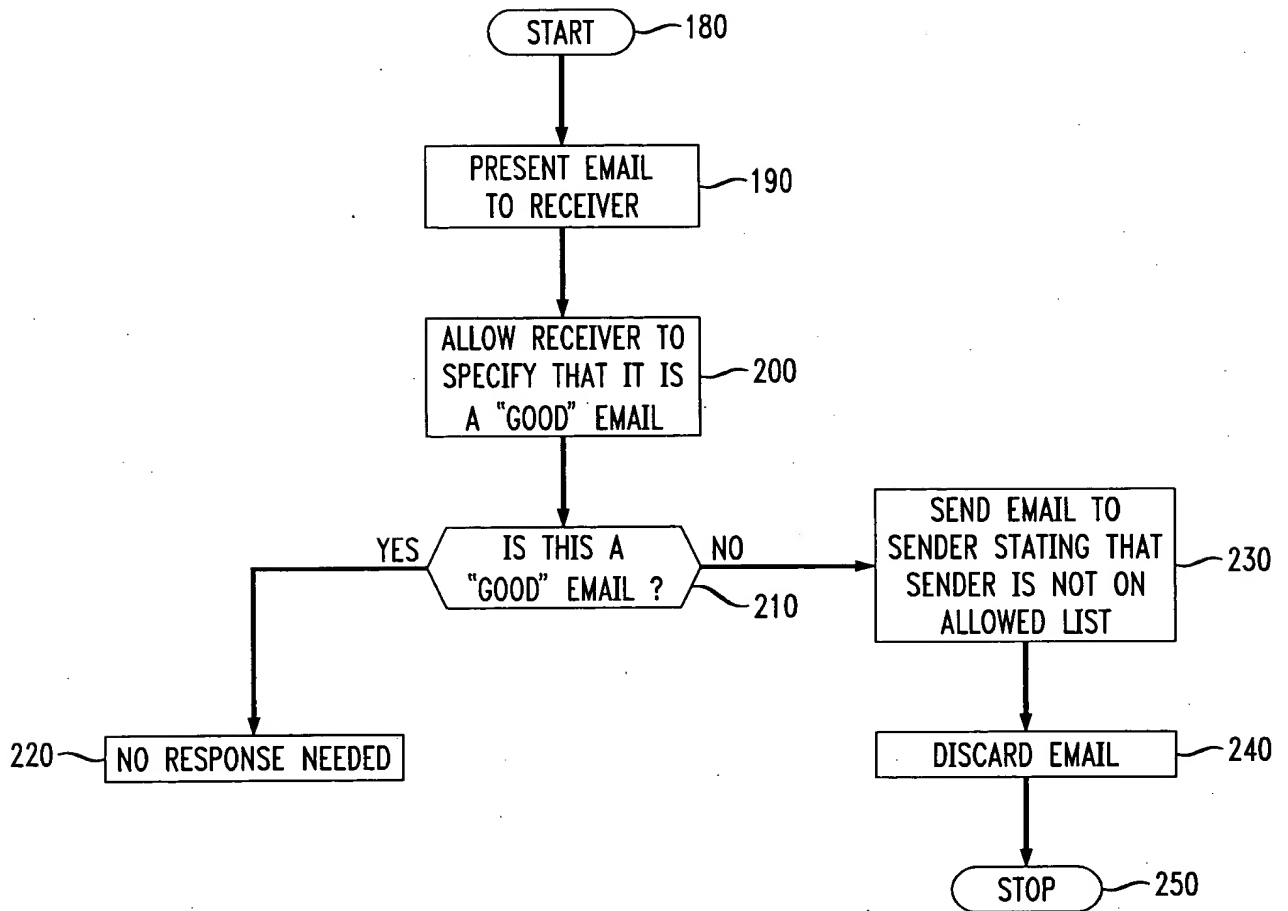 START
180
PRESENT EMAIL
TO RECEIVER
190
ALLOW RECEIVER TO
SPECIFY THAT IT IS
A "GOOD" EMAIL
200
YES
IS THIS A
"GOOD" EMAIL ?
NO
210
SEND EMAIL TO
SENDER STATING THAT
SENDER IS NOT ON
ALLOWED LIST
230
220
NO RESPONSE NEEDED
DISCARD EMAIL
240
STOP
250